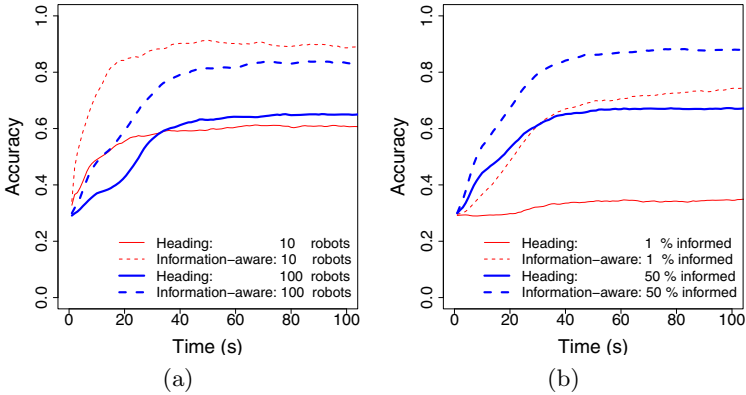 Accuracy
1.0
0.8
0.6
0.4
0.2
0.0
Heading: 10 robots
Information-aware: 10 robots
Heading: 100 robots
Information-aware: 100 robots
0 20 40 60 80 100
Time (s)
(a)
Accuracy
1.0
0.8
0.6
0.4
0.2
0.0
Heading: 1 % informed
Information-aware: 1 % informed
Heading: 50 % informed
Information-aware: 50 % informed
0 20 40 60 80 100
Time (s)
(b)